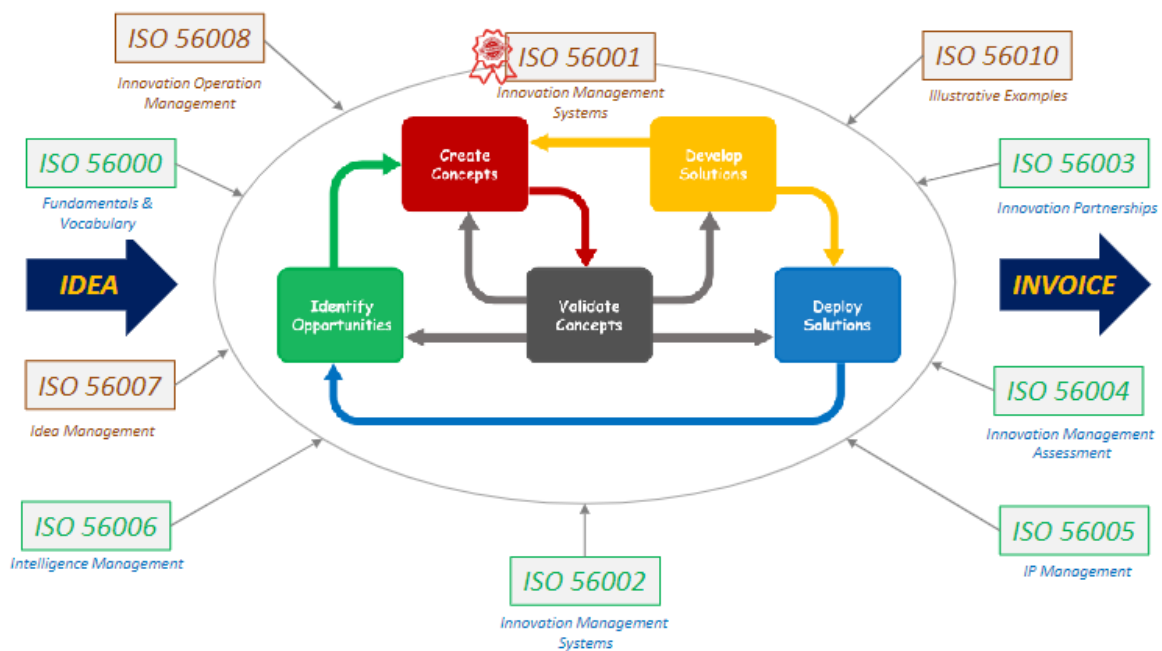 ISO 56008
Innovation Operation
Management
ISO 56001
Innovation Management
Systems
ISO 56010
Illustrative Examples
ISO 56000
Fundamentals &
Vocabulary
ISO 56003
Innovation Partnerships
Create
Concepts
Develop
Solutions
IDEA
INVOICE
Identify
Opportunities
Validate
Concepts
Deploy
Solutions
ISO 56007
Idea Management
ISO 56004
Innovation Management
Assessment
ISO 56006
Intelligence Management
ISO 56005
IP Management
ISO 56002
Innovation Management
Systems